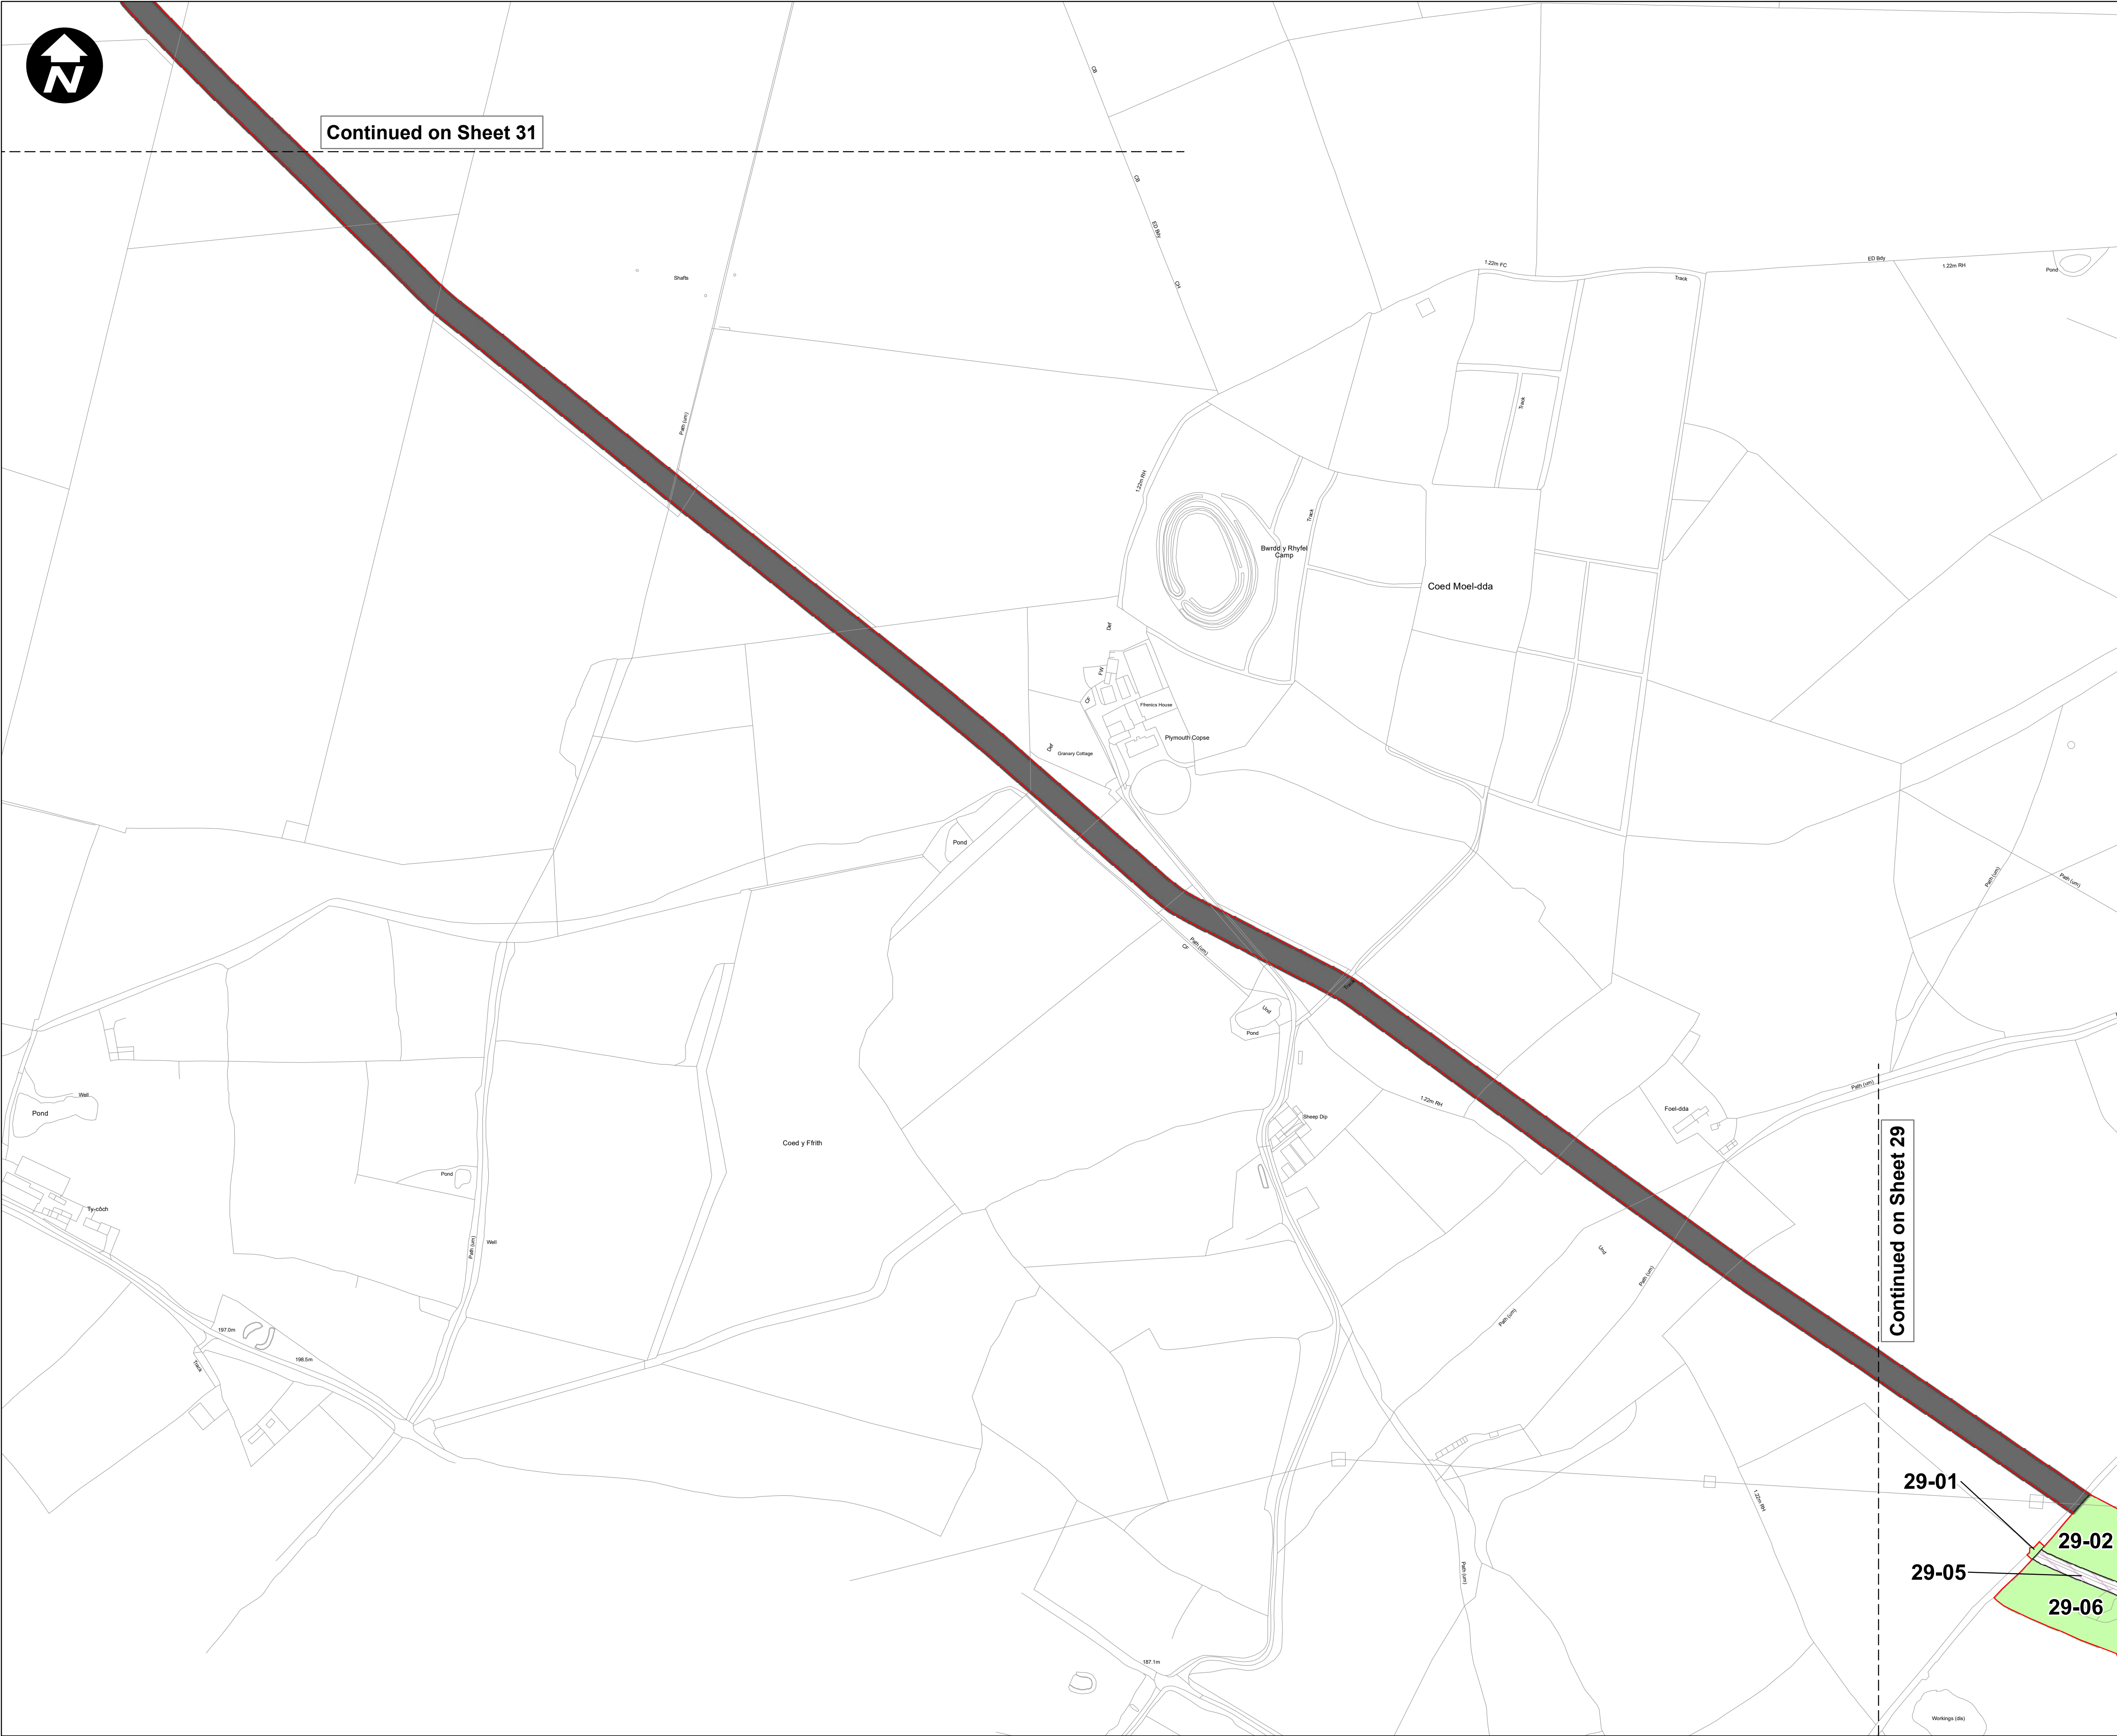 N
Continued on Sheet 31
CB
CB
ED Bdy
CH
Shafts
1.22m FC
Track
ED Bdy
1.22m RH
Pond
Path (um)
Track
1.22m RH
Track
Bwrdd y Rhyfel
Camp
Coed Moel-dda
Def
FW
CF
Ffrenics House
Plymouth Copse
Def
Granary Cottage
Pond
Path (um)
Path (um)
Path (um)
CF
Track
Und
Pond
Path (um)
Well
Pond
1.22m RH
Foel-dda
Sheep Dip
Coed y Ffrith
Pond
Continued on Sheet 29
Ty-côch
Path (um)
Well
Und
Path (um)
Path (um)
197.0m
198.5m
Track
29-01
1.22m RH
29-02
29-05
Path (um)
29-06
187.1m
Workings (dis)